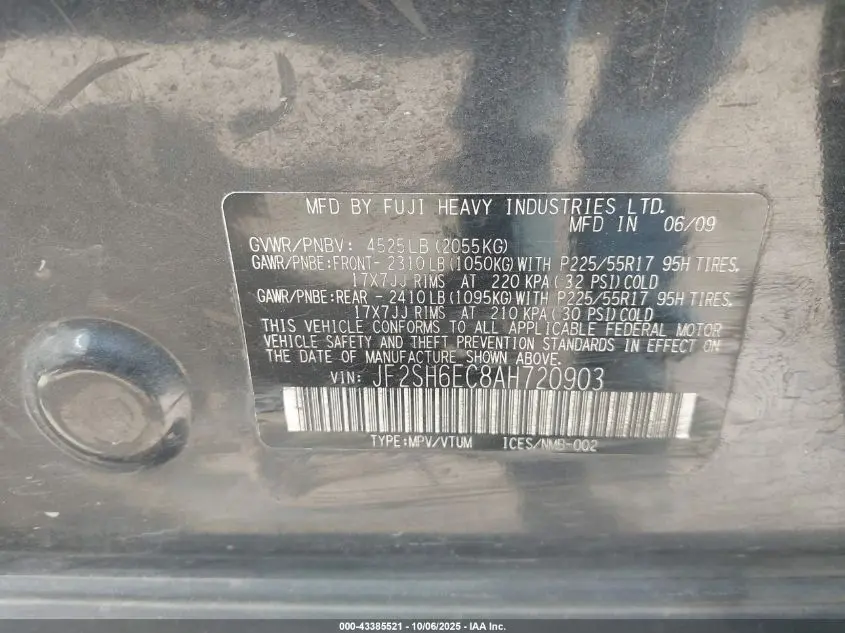 MFD BY FUJI HEAVY INDUSTRIES LTD.
MFD IN 06/09
GVWR/PNBV: 4525LB(2055KG)
GAWR/PNBE:FRONT- 2310LB(1050KG)WITH P225/55R17 95H TIRES,
17X7JJ RIMS AT 220 KPA(32 PSI)COLD
GAWR/PNBE:REAR - 2410LB(1095KG)WITH P225/55R17 95H TIRES,
17X7JJ RIMS AT 210 KPA(30 PSI)COLD
THIS VEHICLE CONFORMS TO ALL APPLICABLE FEDERAL MOTOR
VEHICLE SAFETY AND THEFT PREVENTION STANDARDS IN EFFECT ON
THE DATE OF MANUFACTURE SHOWN ABOVE.
VIN: JF2SH6EC8AH720903
TYPE:MPV/VTUM ICES/NMB-002
000-43385521 - 10/06/2025 - IAA Inc.